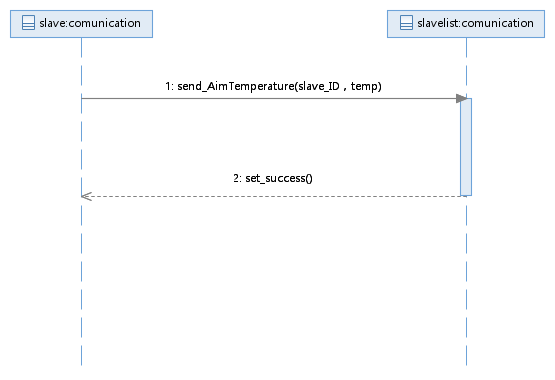 slave:comunication
slavelist:comunication
1: send_AimTemperature(slave_ID , temp)
2: set_success()